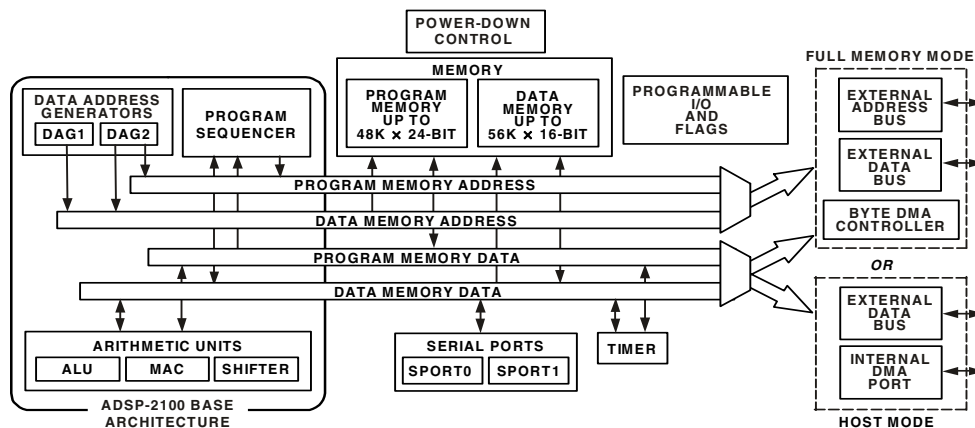 POWER-DOWN
CONTROL
FULL MEMORY MODE
MEMORY
DATA ADDRESS
GENERATORS
DAG1
DAG2
PROGRAM
SEQUENCER
PROGRAM
MEMORY
UP TO
48K × 24-BIT
DATA
MEMORY
UP TO
56K × 16-BIT
PROGRAMMABLE
I/O
AND
FLAGS
EXTERNAL
ADDRESS
BUS
EXTERNAL
DATA
BUS
BYTE DMA
CONTROLLER
PROGRAM MEMORY ADDRESS
DATA MEMORY ADDRESS
PROGRAM MEMORY DATA
DATA MEMORY DATA
OR
ARITHMETIC UNITS
ALU
MAC
SHIFTER
SERIAL PORTS
SPORT0
SPORT1
TIMER
EXTERNAL
DATA
BUS
INTERNAL
DMA
PORT
ADSP-2100 BASE
ARCHITECTURE
HOST MODE